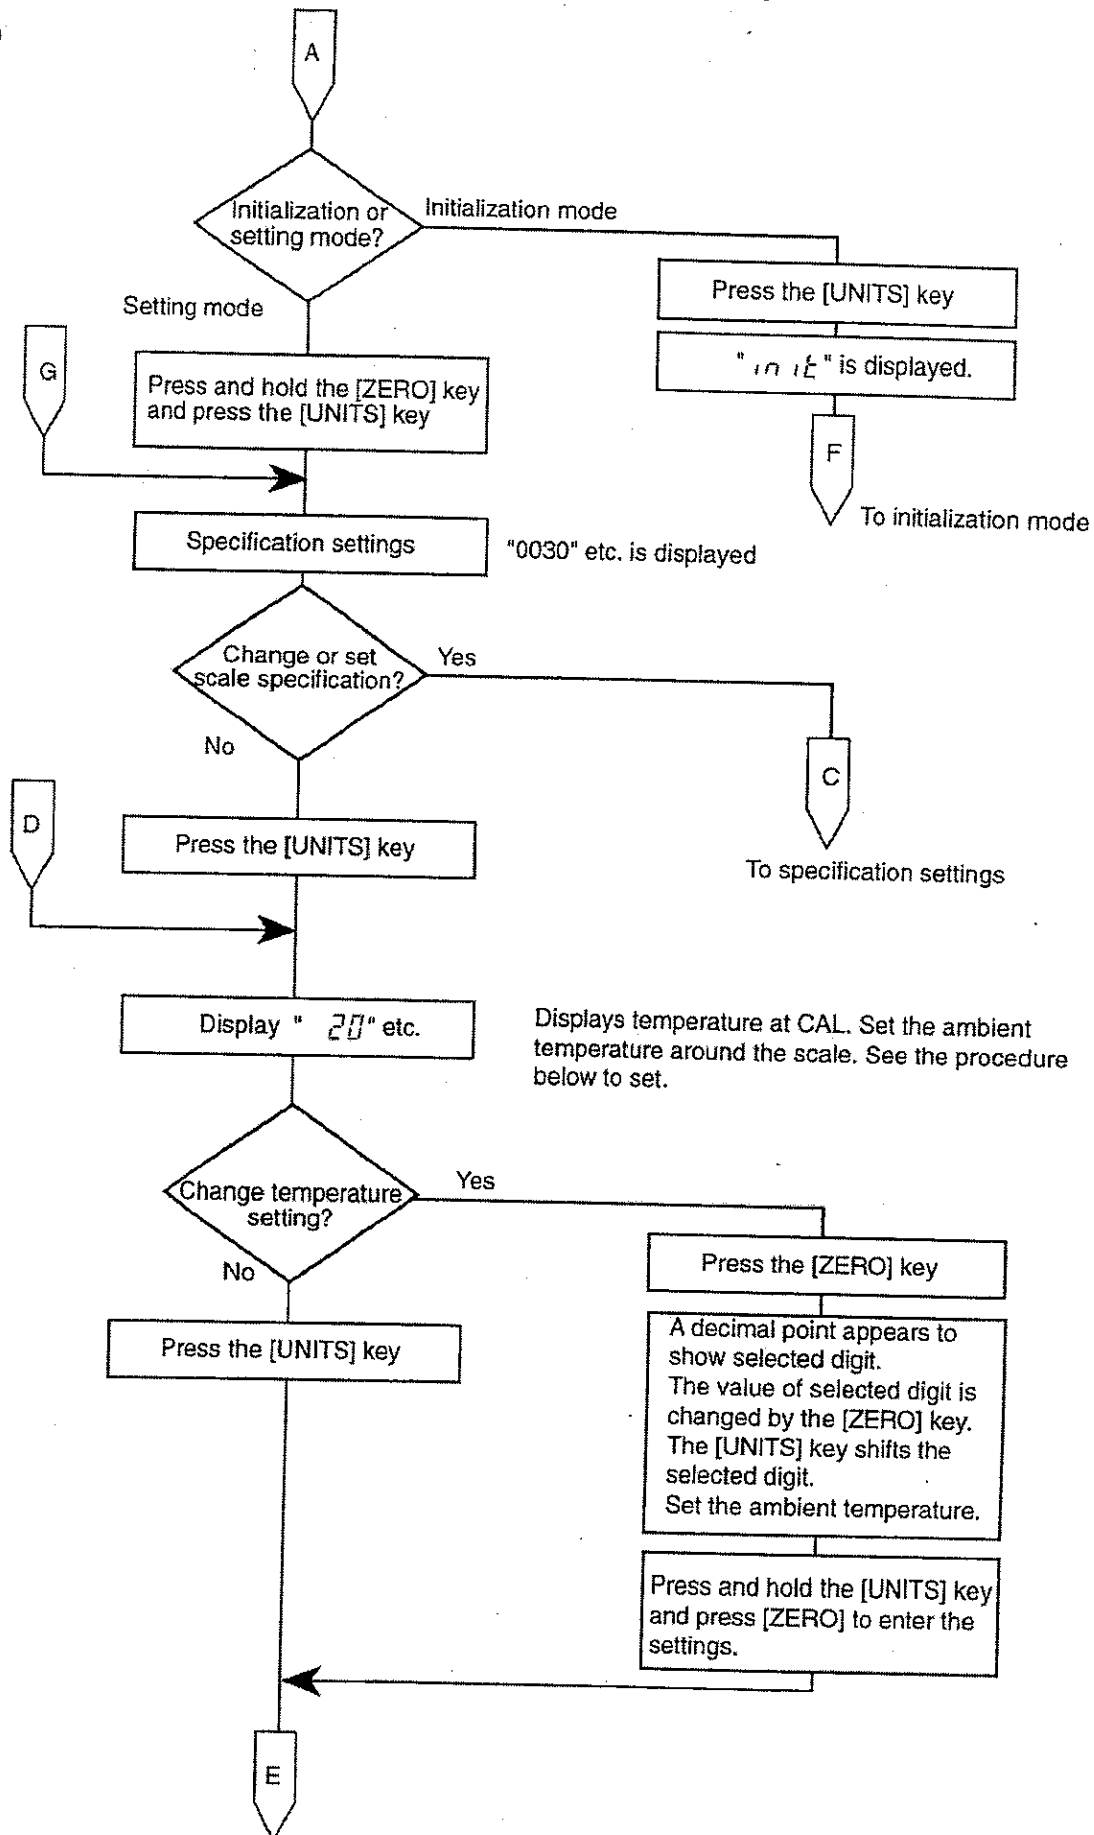 A
Initialization or
setting mode?
Initialization mode
Press the [UNITS] key
"init" is displayed.
F
To initialization mode
Setting mode
G
Press and hold the [ZERO] key
and press the [UNITS] key
Specification settings
"0030" etc. is displayed
Change or set
scale specification?
Yes
No
C
To specification settings
D
Press the [UNITS] key
Display " 20" etc.
Displays temperature at CAL. Set the ambient
temperature around the scale. See the procedure
below to set.
Change temperature
setting?
Yes
No
Press the [ZERO] key
Press the [UNITS] key
A decimal point appears to
show selected digit.
The value of selected digit is
changed by the [ZERO] key.
The [UNITS] key shifts the
selected digit.
Set the ambient temperature.
Press and hold the [UNITS] key
and press [ZERO] to enter the
settings.
E